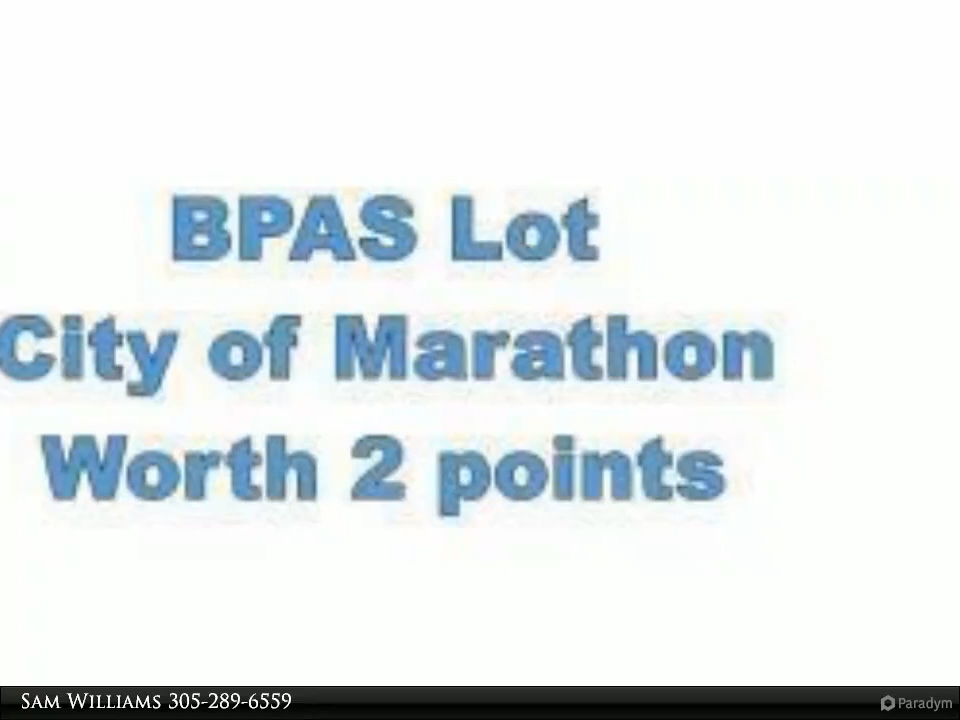 BPAS Lot
City of Marathon
Worth 2 points
Sam Williams 305-289-6559
Paradym